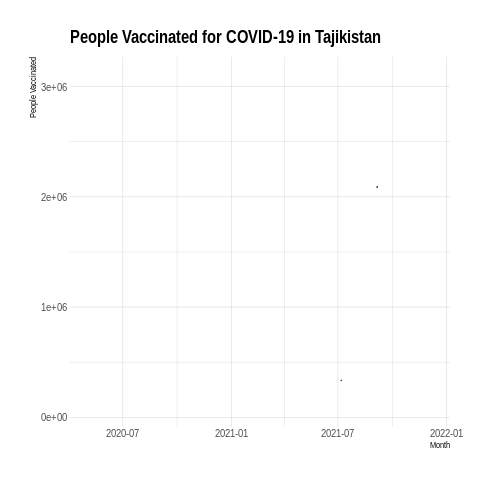 People Vaccinated for COVID-19 in Tajikistan
People Vaccinated
3e+06
2e+06
1e+06
0e+00
2020-07
2021-01
2021-07
2022-01
Month